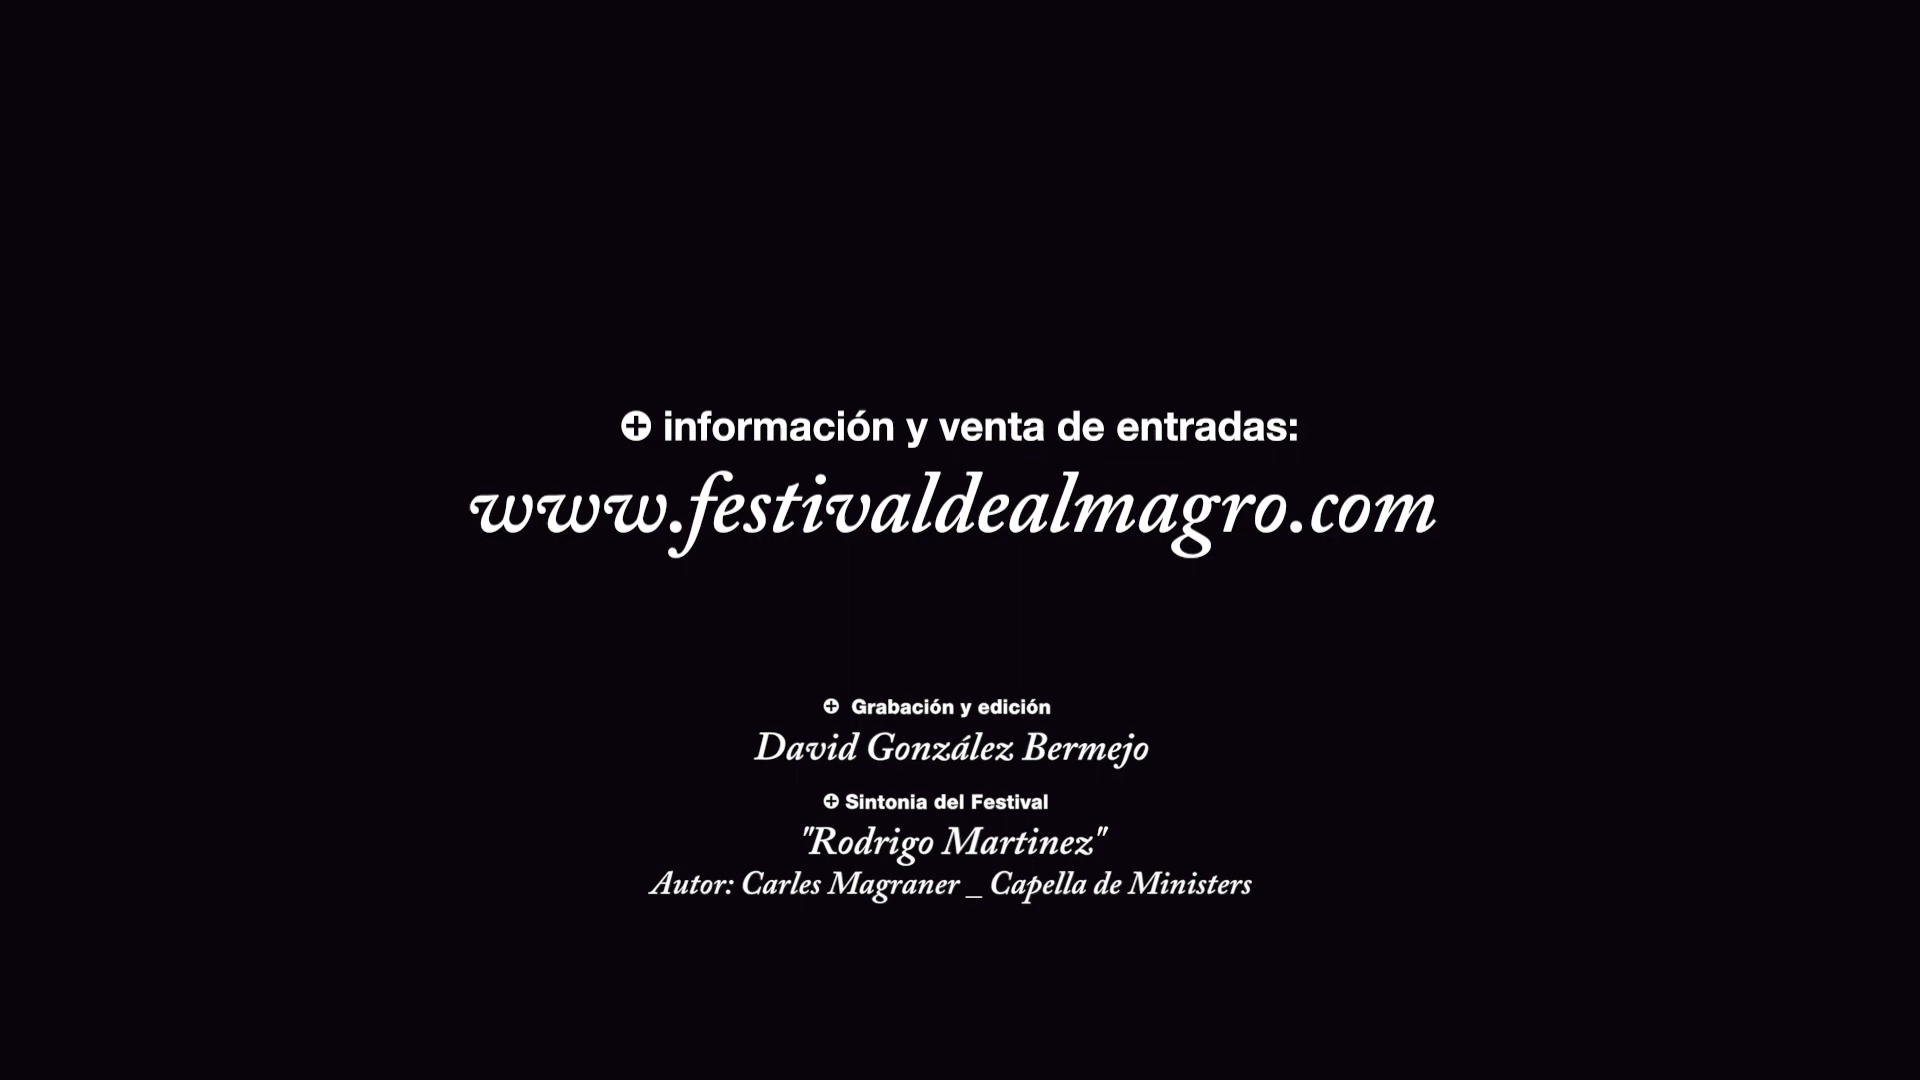 ⊕ información y venta de entradas:
www.festivaldealmagro.com
⊕ Grabación y edición
David González Bermejo
⊕ Sintonia del Festival
"Rodrigo Martinez"
Autor: Carles Magraner _ Capella de Ministers